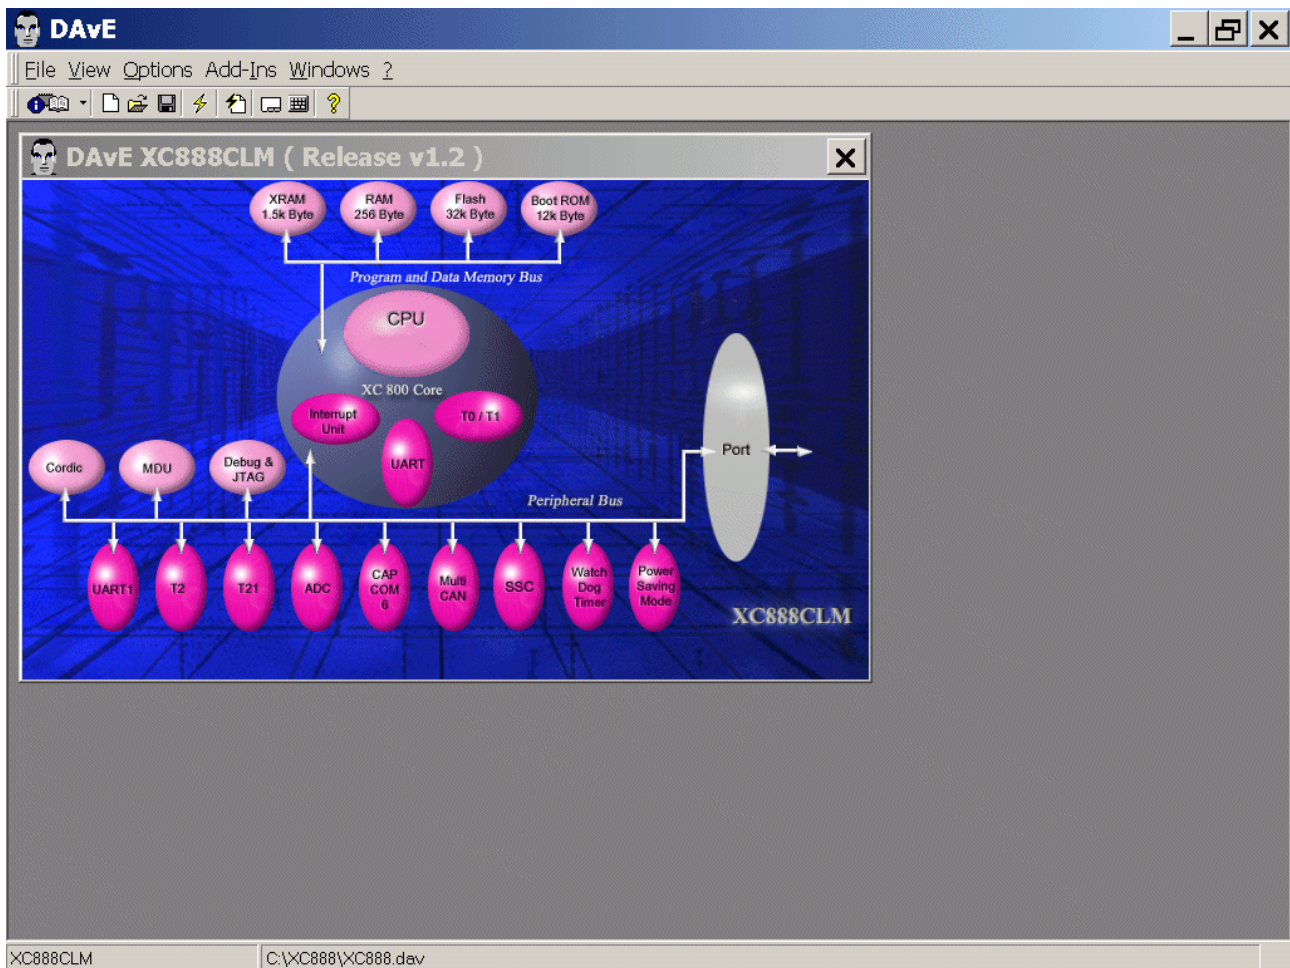 DAvE
File View Options Add-Ins Windows ?
DAvE XC888CLM ( Release v1.2 )
XRAM
1.5k Byte
RAM
256 Byte
Flash
32k Byte
Boot ROM
12k Byte
Program and Data Memory Bus
CPU
XC 800 Core
Interrupt
Unit
T0 / T1
UART
Port
Cordic
MDU
Debug &
JTAG
Peripheral Bus
UART1
T2
T21
ADC
CAP
COM
6
Multi
CAN
SSC
Watch
Dog
Timer
Power
Saving
Mode
XC888CLM
XC888CLM
C:\XC888\XC888.dav